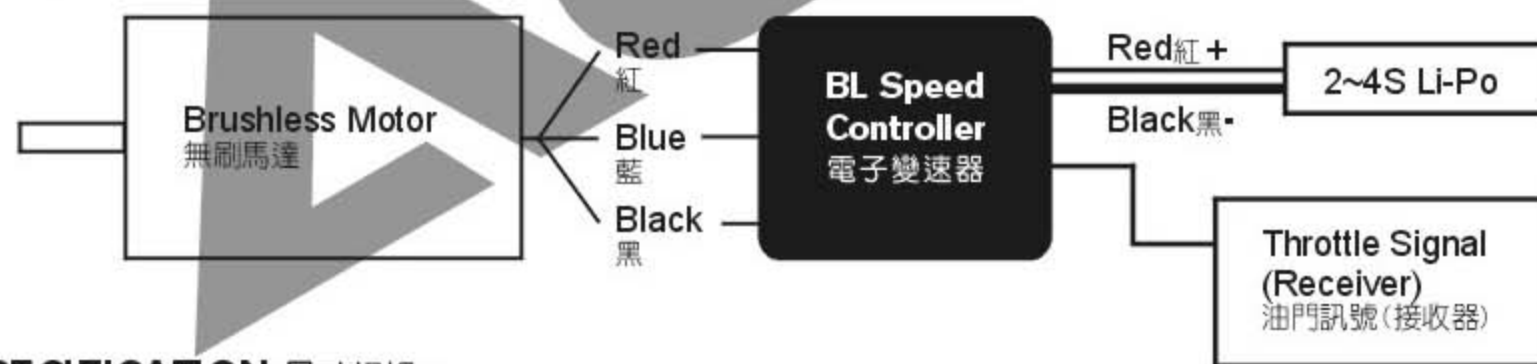 Brushless Motor
無刷馬達
Red
紅
Blue
藍
Black
黑
BL Speed
Controller
電子變速器
Red紅+
Black黑-
2~4S Li-Po
Throttle Signal
(Receiver)
油門訊號(接收器)